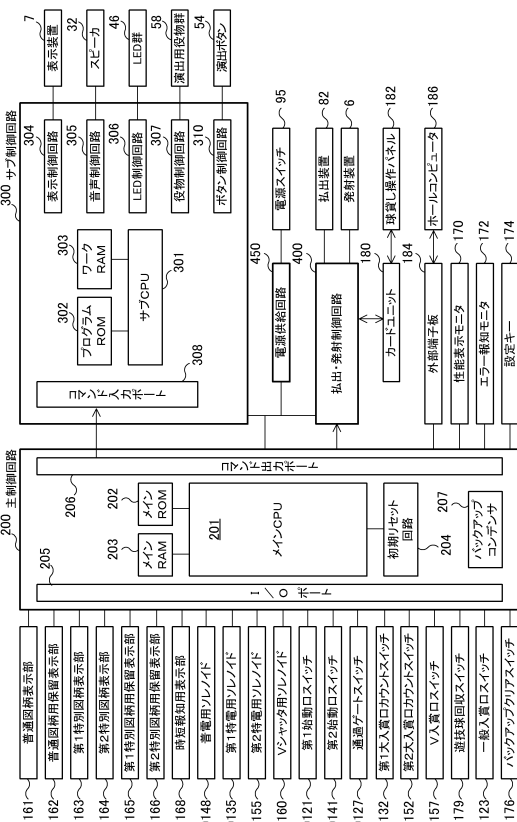 200 主制御回路
205
I／Oポート
203
メイン
RAM
202
メイン
ROM
206
コマンド出力ポート
201
メインCPU
初期リセット
回路
204
207
バックアップ
コンデンサ
161
普通図柄表示部
162
普通図柄用保留表示部
163
第1特別図柄表示部
164
第2特別図柄表示部
165
第1特別図柄用保留表示部
166
第2特別図柄用保留表示部
168
時短報知用表示部
148
普電用ソレノイド
135
第1特電用ソレノイド
155
第2特電用ソレノイド
160
Vシャッタ用ソレノイド
121
第1始動口スイッチ
141
第2始動口スイッチ
127
通過ゲートスイッチ
132
第1大入賞口カウントスイッチ
152
第2大入賞口カウントスイッチ
157
V入賞口スイッチ
179
遊技球回収スイッチ
123
一般入賞口スイッチ
176
バックアップクリアスイッチ
300 サブ制御回路
308
コマンド入力ポート
302
プログラム
ROM
303
ワーク
RAM
サブCPU
301
304
表示制御回路
305
音声制御回路
306
LED制御回路
307
役物制御回路
310
ボタン制御回路
7
表示装置
32
スピーカ
46
LED群
58
演出用役物群
54
演出ボタン
450
電源供給回路
95
電源スイッチ
400
払出・発射制御回路
82
払出装置
6
発射装置
180
カードユニット
182
球貸し操作パネル
184
外部端子板
186
ホールコンピュータ
性能表示モニタ
170
エラー報知モニタ
172
設定キー
174